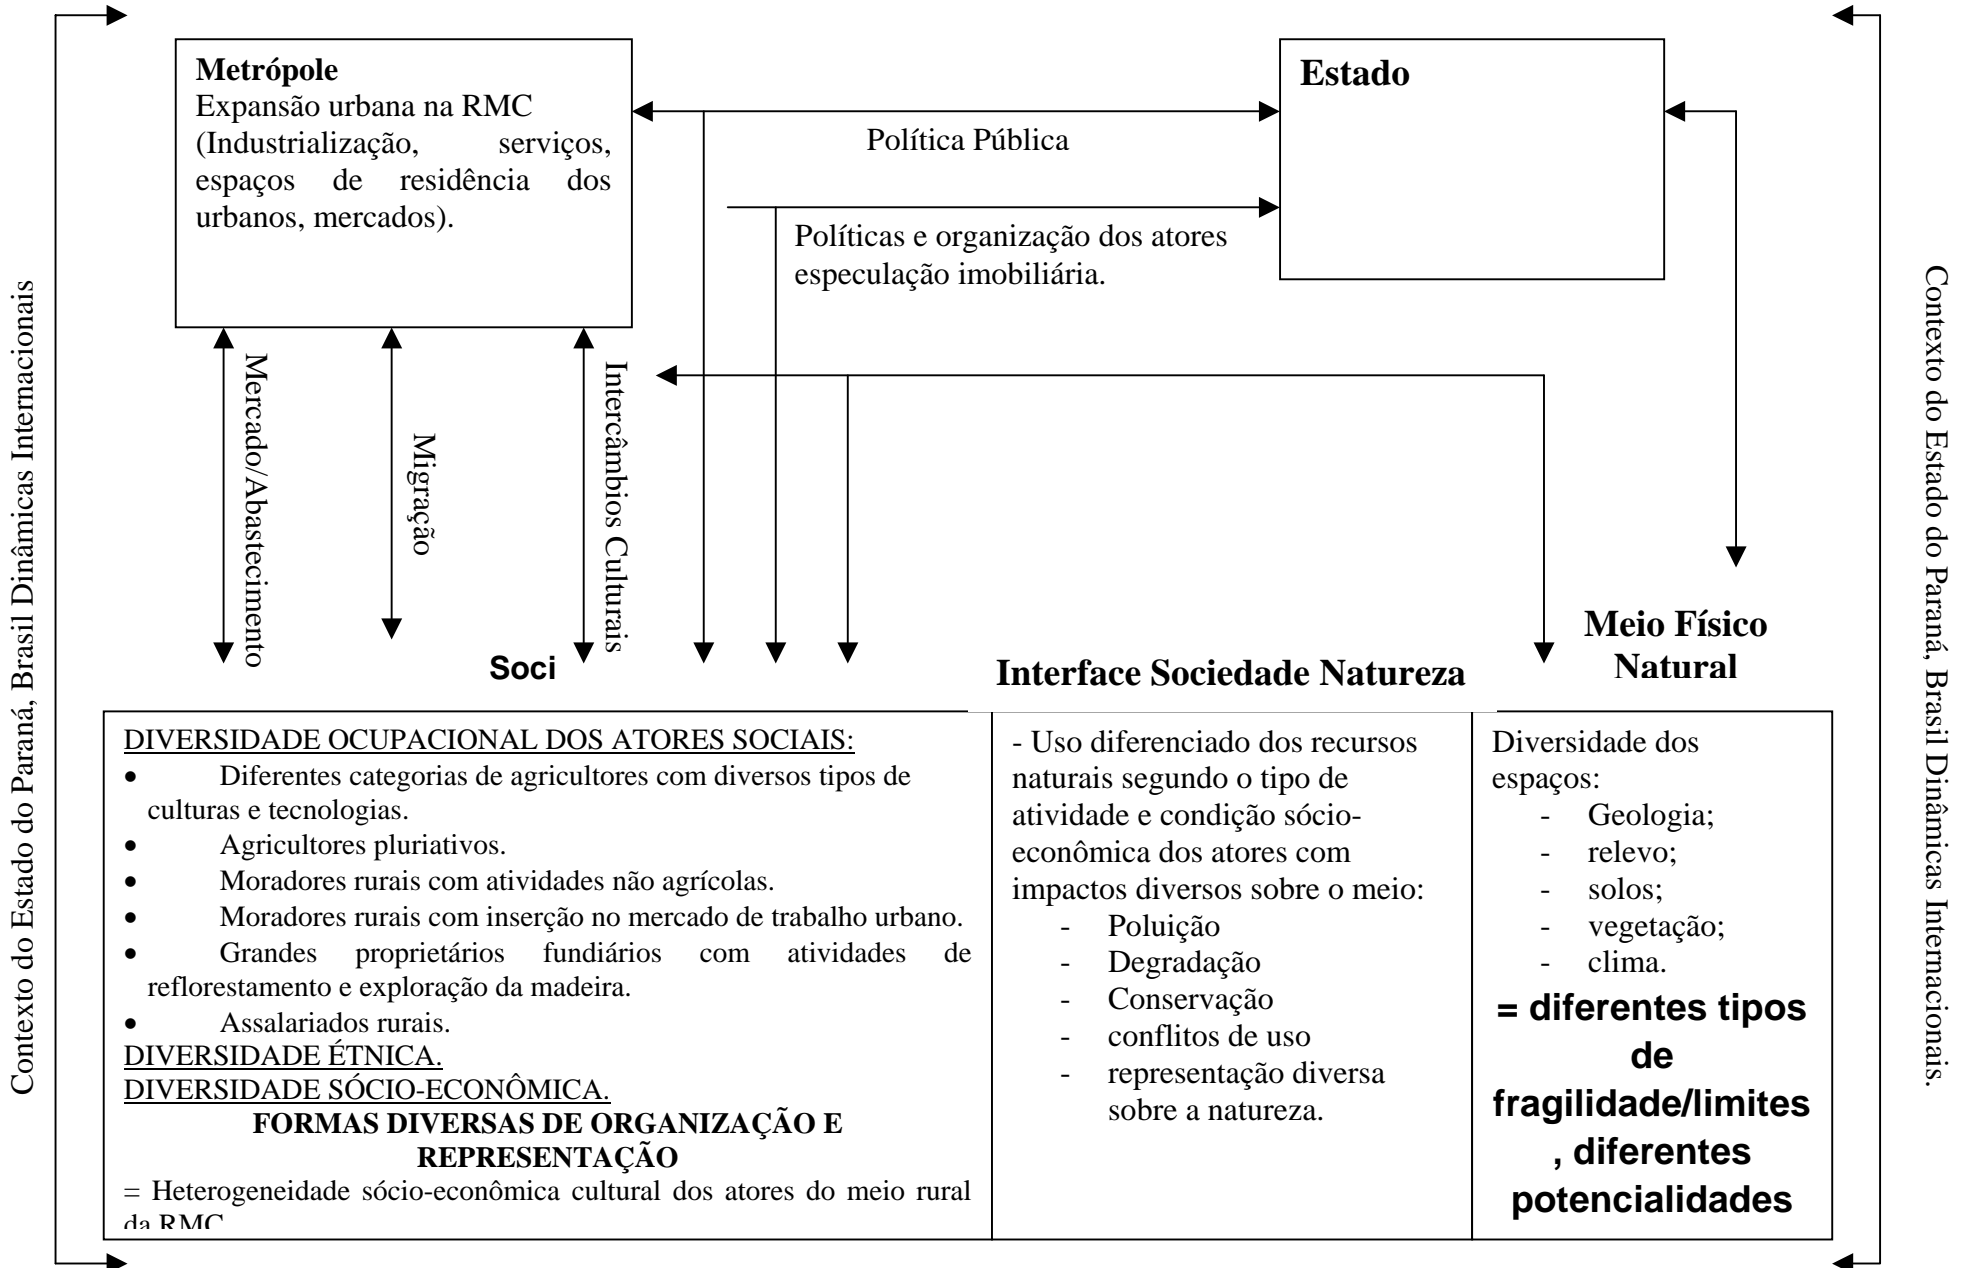 Contexto do Estado do Paraná, Brasil Dinâmicas Internacionais
Metrópole
Expansão urbana na RMC
(Industrialização, serviços,
espaços de residência dos
urbanos, mercados).
Estado
Política Pública
Políticas e organização dos atores
especulação imobiliária.
Mercado/Abastecimento
Migração
Intercâmbios Culturais
Soci
Interface Sociedade Natureza
Meio Físico
Natural
DIVERSIDADE OCUPACIONAL DOS ATORES SOCIAIS:
• Diferentes categorias de agricultores com diversos tipos de
culturas e tecnologias.
• Agricultores pluriativos.
• Moradores rurais com atividades não agrícolas.
• Moradores rurais com inserção no mercado de trabalho urbano.
• Grandes proprietários fundiários com atividades de
reflorestamento e exploração da madeira.
• Assalariados rurais.
DIVERSIDADE ÉTNICA.
DIVERSIDADE SÓCIO-ECONÔMICA.
FORMAS DIVERSAS DE ORGANIZAÇÃO E
REPRESENTAÇÃO
= Heterogeneidade sócio-econômica cultural dos atores do meio rural
da RMC
- Uso diferenciado dos recursos
naturais segundo o tipo de
atividade e condição sócio-
econômica dos atores com
impactos diversos sobre o meio:
- Poluição
- Degradação
- Conservação
- conflitos de uso
- representação diversa
sobre a natureza.
Diversidade dos
espaços:
- Geologia;
- relevo;
- solos;
- vegetação;
- clima.
= diferentes tipos
de
fragilidade/limites
, diferentes
potencialidades
Contexto do Estado do Paraná, Brasil Dinâmicas Internacionais.